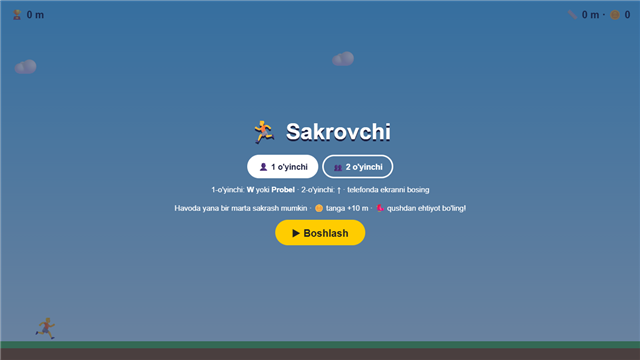 0 m
0 m · 0
Sakrovchi
1 o'yinchi
2 o'yinchi
1-o'yinchi: W yoki Probel · 2-o'yinchi: ↑ · telefonda ekranni bosing
Havoda yana bir marta sakrash mumkin · tanga +10 m · qushdan ehtiyot bo'ling!
▶ Boshlash